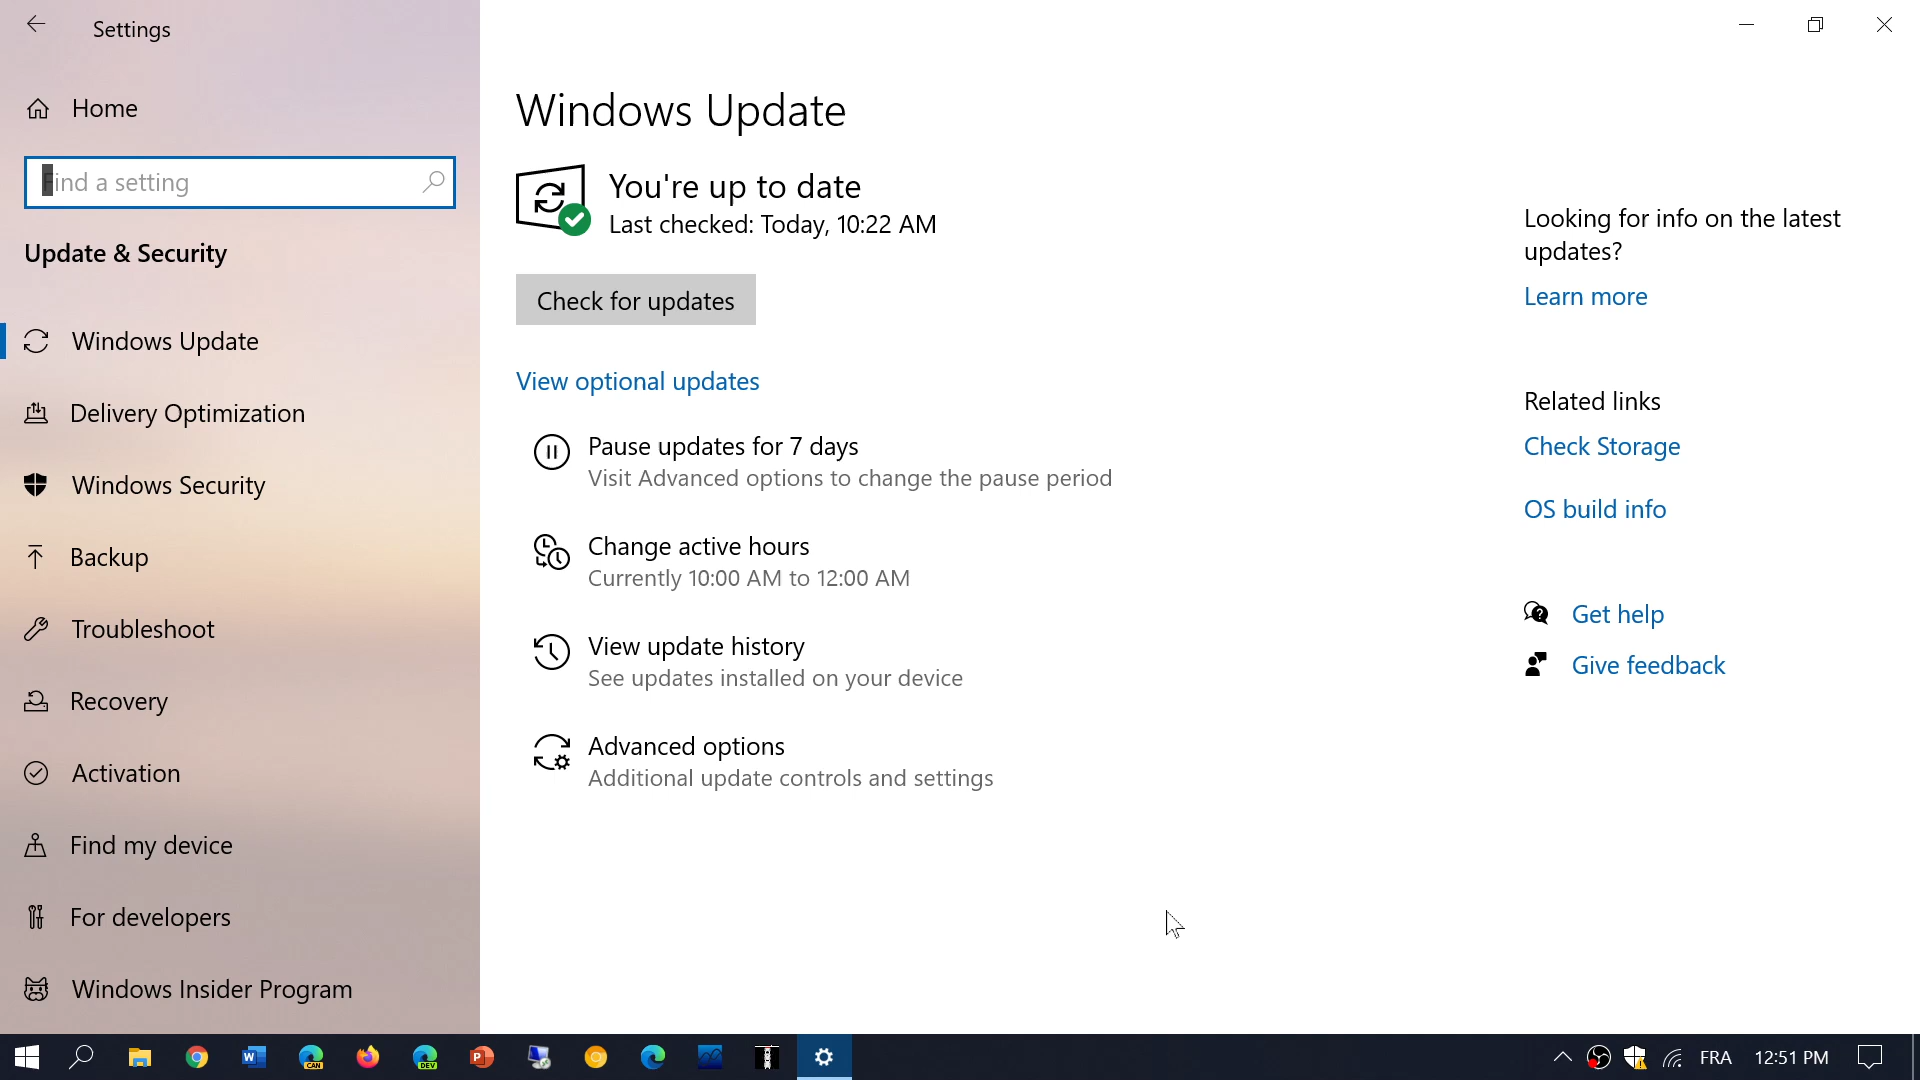 Settings
Home
Find a setting
Update & Security
Windows Update
Delivery Optimization
Windows Security
Backup
Troubleshoot
Recovery
Activation
Find my device
For developers
Windows Insider Program
Windows Update
You're up to date
Last checked: Today, 10:22 AM
Check for updates
View optional updates
Pause updates for 7 days
Visit Advanced options to change the pause period
Change active hours
Currently 10:00 AM to 12:00 AM
View update history
See updates installed on your device
Advanced options
Additional update controls and settings
Looking for info on the latest
updates?
Learn more
Related links
Check Storage
OS build info
Get help
Give feedback
W
CAN
DEV
P
FRA
12:51 PM